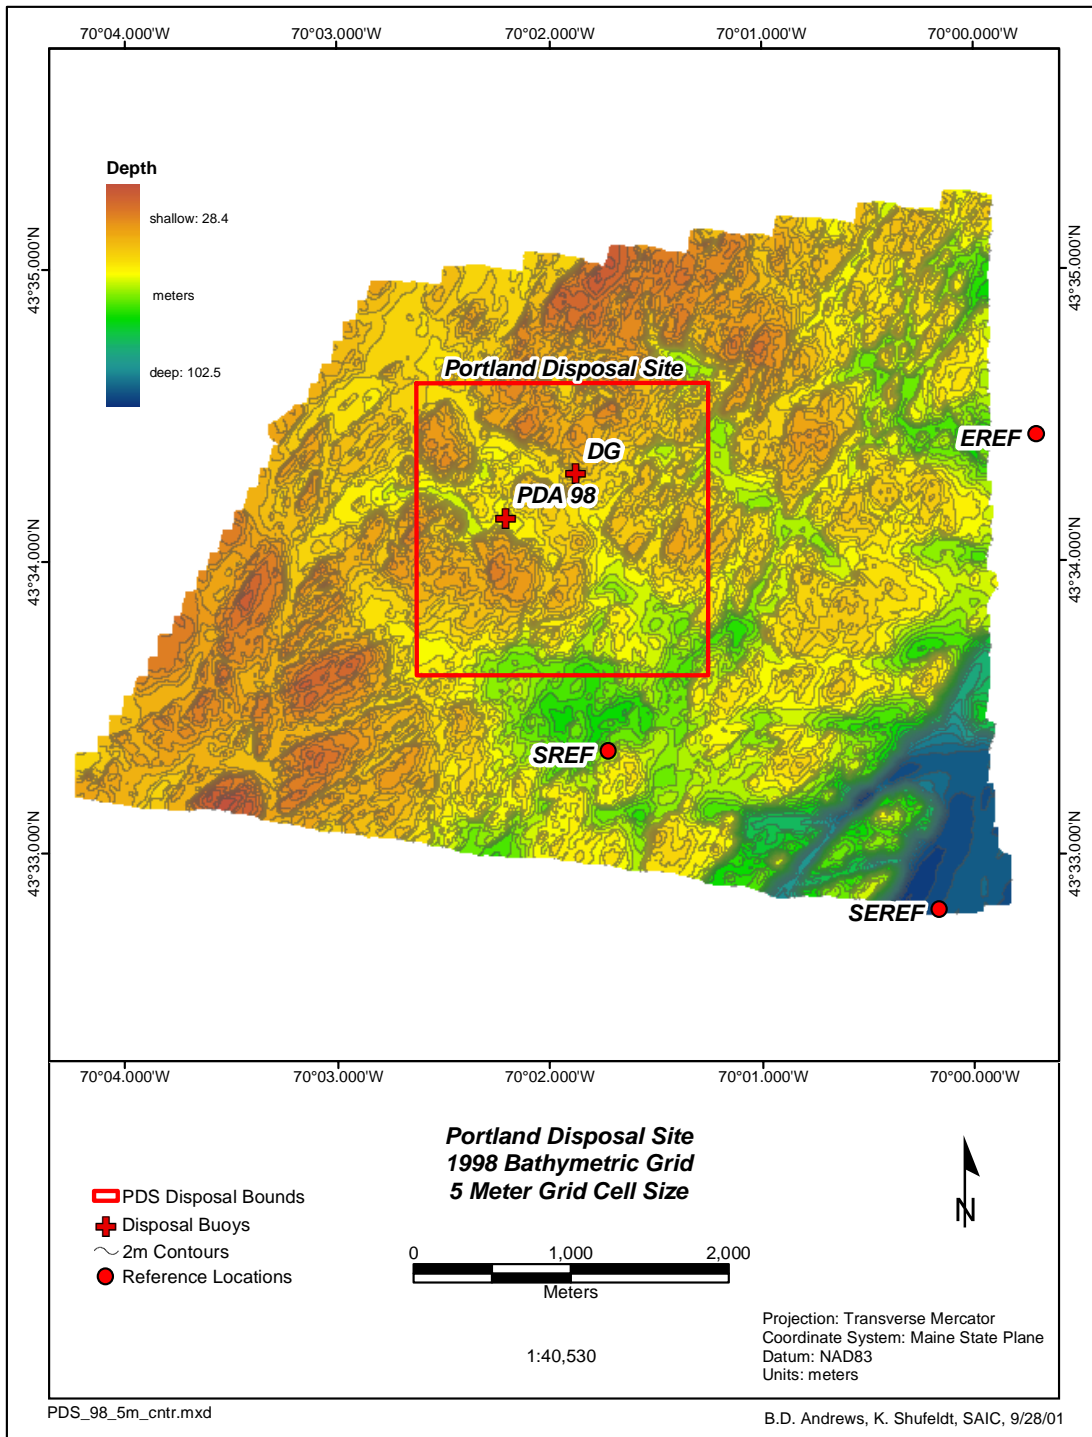 70°04.000'W 70°03.000'W 70°02.000'W 70°01.000'W 70°00.000'W
Depth
shallow: 28.4
meters
deep: 102.5
43°35.000'N
43°35.000'N
Portland Disposal Site
DG
EREF
PDA 98
43°34.000'N
43°34.000'N
SREF
43°33.000'N
43°33.000'N
SEREF
70°04.000'W 70°03.000'W 70°02.000'W 70°01.000'W 70°00.000'W
Portland Disposal Site
1998 Bathymetric Grid
5 Meter Grid Cell Size
N
PDS Disposal Bounds
Disposal Buoys
2m Contours
Reference Locations
0 1,000 2,000
Meters
1:40,530
Projection: Transverse Mercator
Coordinate System: Maine State Plane
Datum: NAD83
Units: meters
PDS_98_5m_cntr.mxd
B.D. Andrews, K. Shufeldt, SAIC, 9/28/01